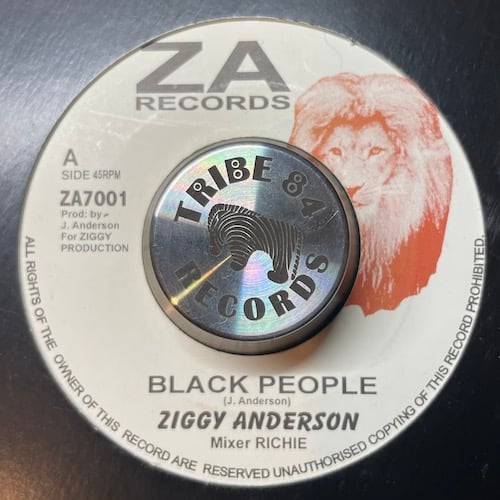 ZA
RECORDS
A
SIDE 45RPM
ZA7001
Prod: by-
J. Anderson
For ZIGGY
PRODUCTION
TRIBE 84
RECORDS
BLACK PEOPLE
(J. Anderson)
ZIGGY ANDERSON
Mixer RICHIE
ALL RIGHTS OF THE OWNER OF THIS RECORD ARE RESERVED UNAUTHORISED COPYING OF THIS RECORD PROHIBITED.